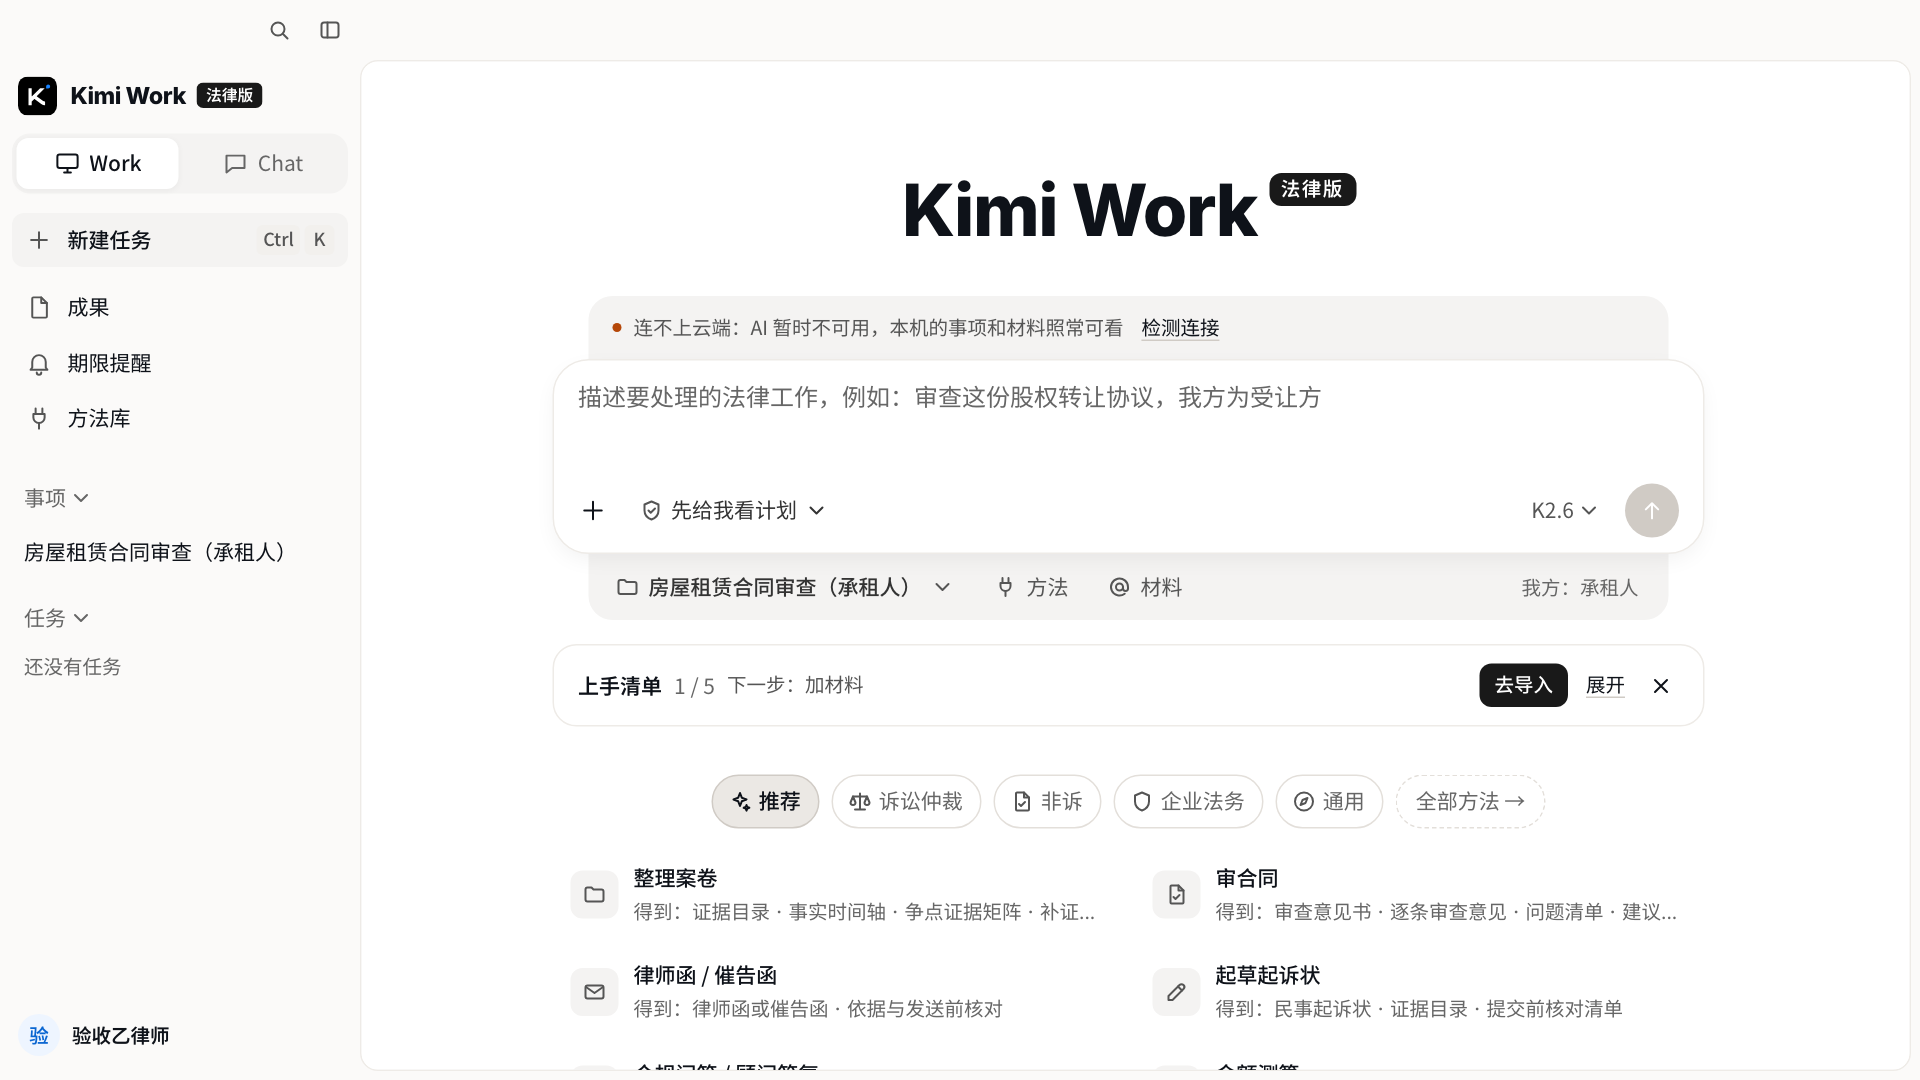 Kimi Work 法律版
Work
Chat
新建任务 Ctrl K
成果
期限提醒
方法库
事项
房屋租赁合同审查（承租人）
任务
还没有任务
验 验收乙律师
Kimi Work 法律版
连不上云端：AI 暂时不可用，本机的事项和材料照常可看 检测连接
描述要处理的法律工作，例如：审查这份股权转让协议，我方为受让方
先给我看计划 K2.6
房屋租赁合同审查（承租人） 方法 @ 材料 我方：承租人
上手清单 1 / 5 下一步：加材料 去导入 展开
推荐 诉讼仲裁 非诉 企业法务 通用 全部方法→
整理案卷
得到：证据目录 · 事实时间轴 · 争点证据矩阵 · 补证...
审合同
得到：审查意见书 · 逐条审查意见 · 问题清单 · 建议...
律师函 / 催告函
得到：律师函或催告函 · 依据与发送前核对
起草起诉状
得到：民事起诉状 · 证据目录 · 提交前核对清单